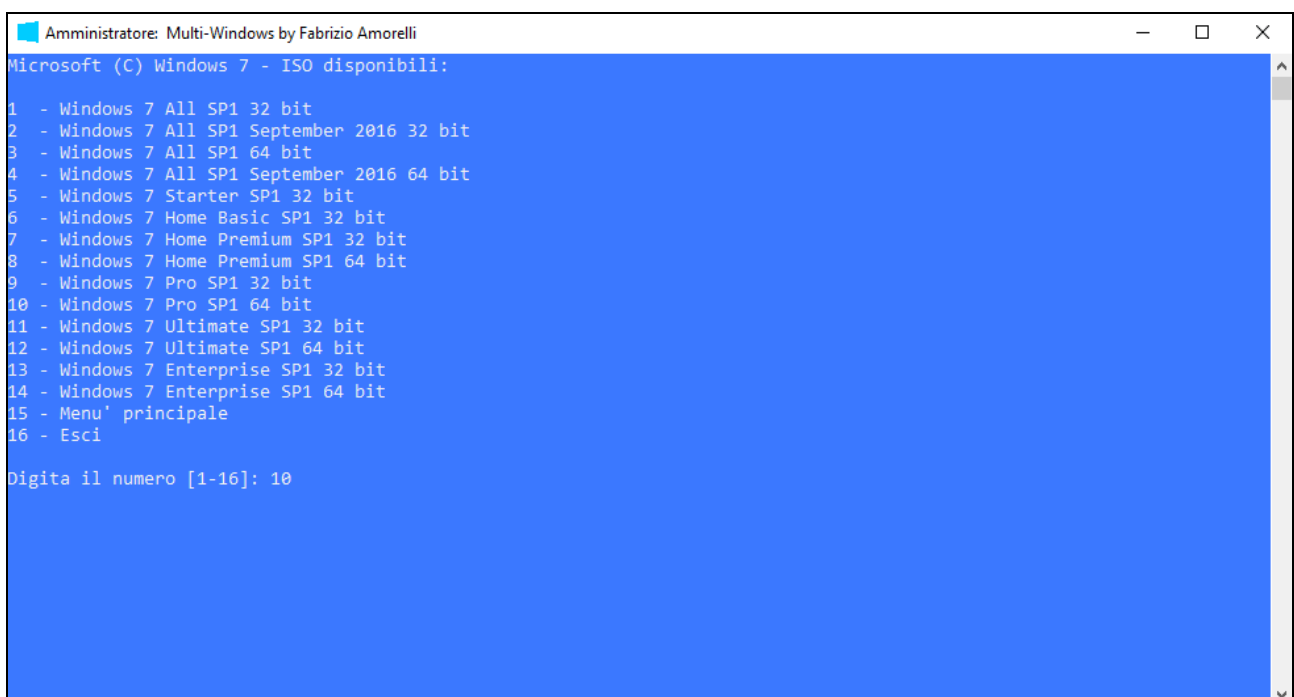 Amministratore: Multi-Windows by Fabrizio Amorelli
Microsoft (C) Windows 7 - ISO disponibili:
1 - Windows 7 All SP1 32 bit
2 - Windows 7 All SP1 September 2016 32 bit
3 - Windows 7 All SP1 64 bit
4 - Windows 7 All SP1 September 2016 64 bit
5 - Windows 7 Starter SP1 32 bit
6 - Windows 7 Home Basic SP1 32 bit
7 - Windows 7 Home Premium SP1 32 bit
8 - Windows 7 Home Premium SP1 64 bit
9 - Windows 7 Pro SP1 32 bit
10 - Windows 7 Pro SP1 64 bit
11 - Windows 7 Ultimate SP1 32 bit
12 - Windows 7 Ultimate SP1 64 bit
13 - Windows 7 Enterprise SP1 32 bit
14 - Windows 7 Enterprise SP1 64 bit
15 - Menu' principale
16 - Esci
Digita il numero [1-16]: 10